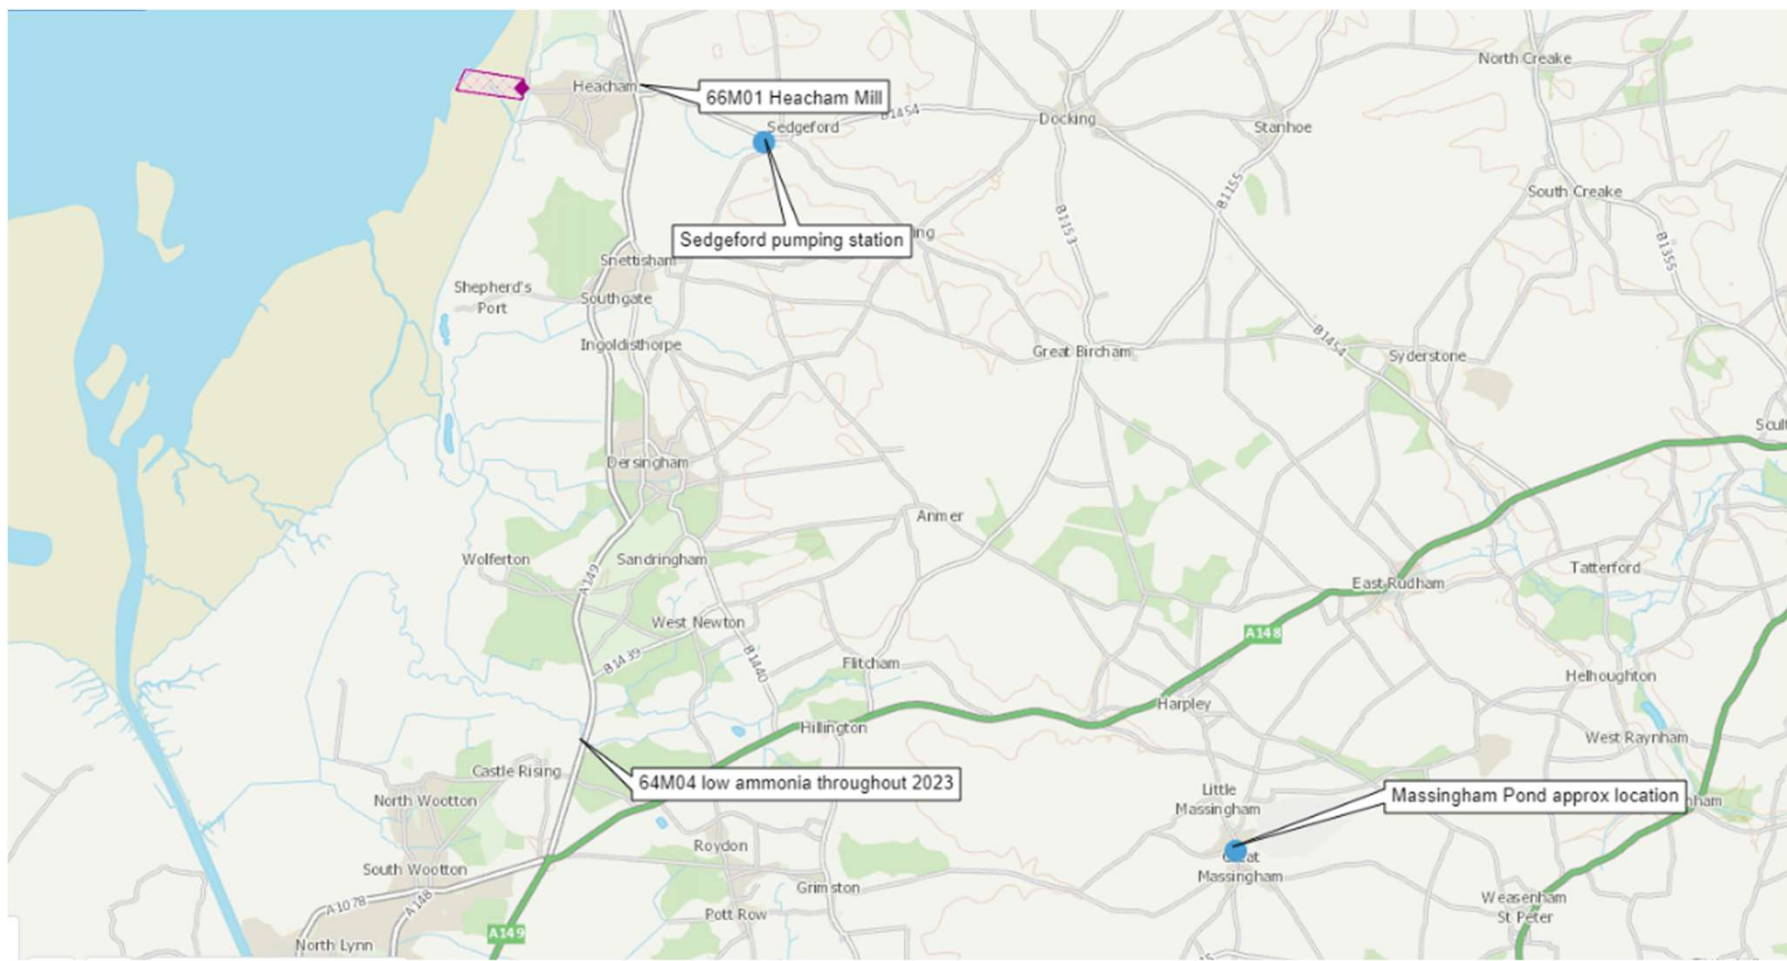 North Creake
Heacham
66M01 Heacham Mill
B1454
Docking
Sedgeford
Stanhoe
B1155
South Creake
B1153
Sedgeford pumping station
ing
B1355
Snettisham
Shepherd's
Port
Southgate
Ingoldisthorpe
B1454
Great Bircham
Syderstone
Scult
Dersingham
Anmer
Wolferton
Sandringham
A149
Tatterford
East Rudham
West Newton
A148
B1439
B1440
Flitcham
Helhoughton
Harpley
Hillington
West Raynham
Castle Rising
64M04 low ammonia throughout 2023
North Wootton
Little
Massingham
Massingham Pond approx location
nham
Roydon
South Wootton
Great
Massingham
Grimston
Weasenham
St Peter
A1078
A148
Pott Row
A149
North Lynn